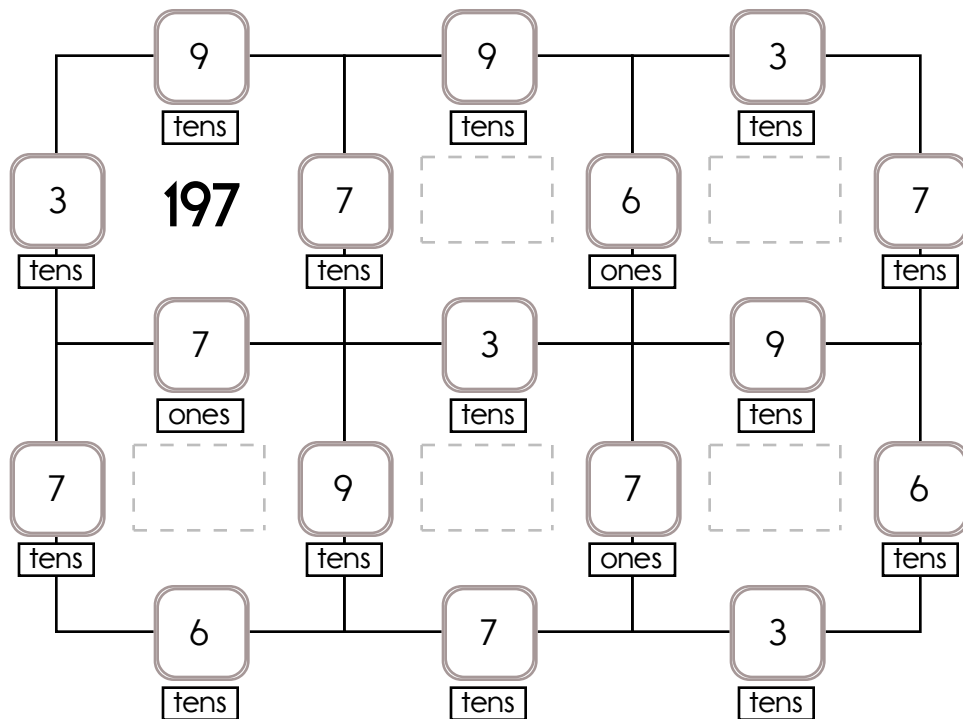 9 9 3
tens tens tens
3 197 7 6 7
tens tens ones tens
7 3 9
ones tens tens
7 9 7 6
tens tens ones tens
6 7 3
tens tens tens